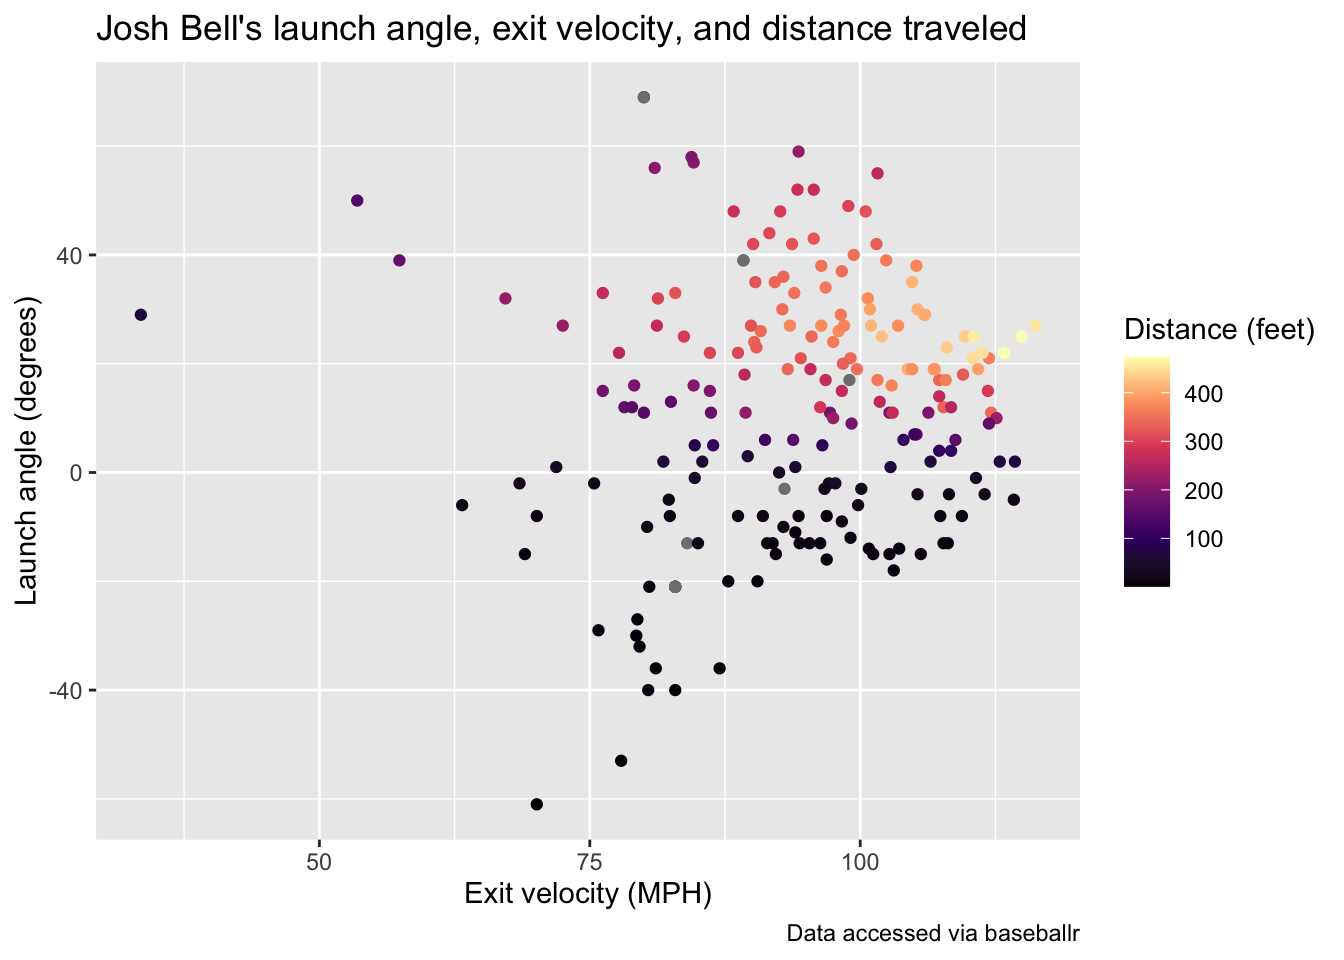 Josh Bell's launch angle, exit velocity, and distance traveled
Launch angle (degrees)
40
0
-40
50
75
100
Exit velocity (MPH)
Distance (feet)
400
300
200
100
Data accessed via baseballr